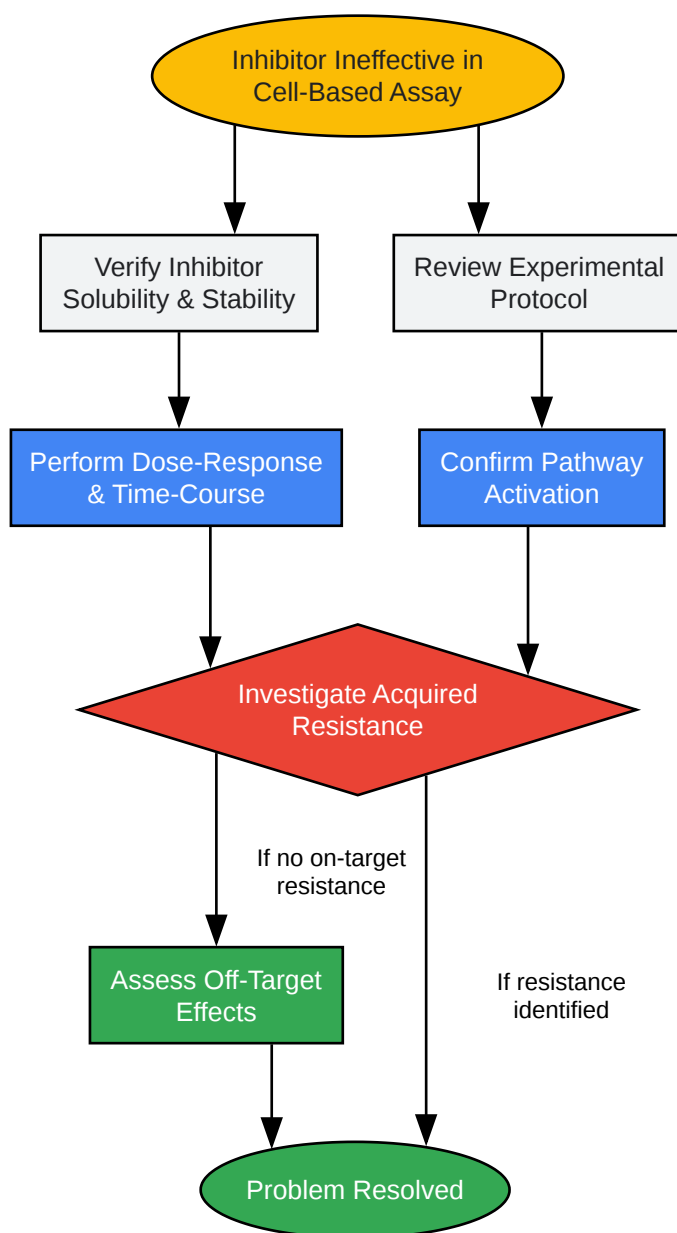 Inhibitor Ineffective in
Cell-Based Assay
Verify Inhibitor
Solubility & Stability
Review Experimental
Protocol
Perform Dose-Response
& Time-Course
Confirm Pathway
Activation
Investigate Acquired
Resistance
If no on-target
resistance
Assess Off-Target
Effects
If resistance
identified
Problem Resolved